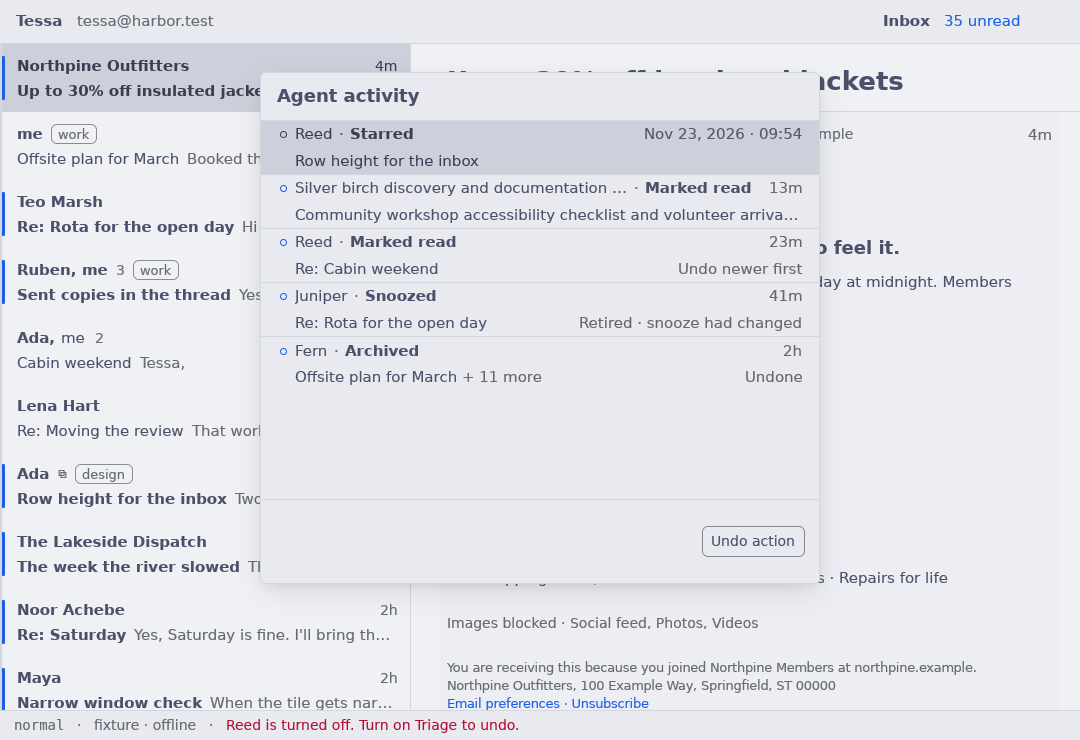 Tessa tessa@harbor.test Inbox 35 unread
Northpine Outfitters 4m
Up to 30% off insulated jacke
me work
Offsite plan for March Booked th
Teo Marsh
Re: Rota for the open day Hi
Ruben, me 3 work
Sent copies in the thread Yes
Ada, me 2
Cabin weekend Tessa,
Lena Hart
Re: Moving the review That worl
Ada design
Row height for the inbox Two
The Lakeside Dispatch
The week the river slowed
Noor Achebe 2h
Re: Saturday Yes, Saturday is fine. I'll bring th…
Maya 2h
Narrow window check When the tile gets nar…
Agent activity
Reed · Starred Nov 23, 2026 · 09:54
Row height for the inbox
Silver birch discovery and documentation … · Marked read 13m
Community workshop accessibility checklist and volunteer arriva…
Reed · Marked read 23m
Re: Cabin weekend Undo newer first
Juniper · Snoozed 41m
Re: Rota for the open day Retired · snooze had changed
Fern · Archived 2h
Offsite plan for March + 11 more Undone
Undo action
ackets
mple 4m
feel it.
day at midnight. Members
s · Repairs for life
Images blocked · Social feed, Photos, Videos
You are receiving this because you joined Northpine Members at northpine.example.
Northpine Outfitters, 100 Example Way, Springfield, ST 00000
Email preferences · Unsubscribe
normal · fixture · offline · Reed is turned off. Turn on Triage to undo.